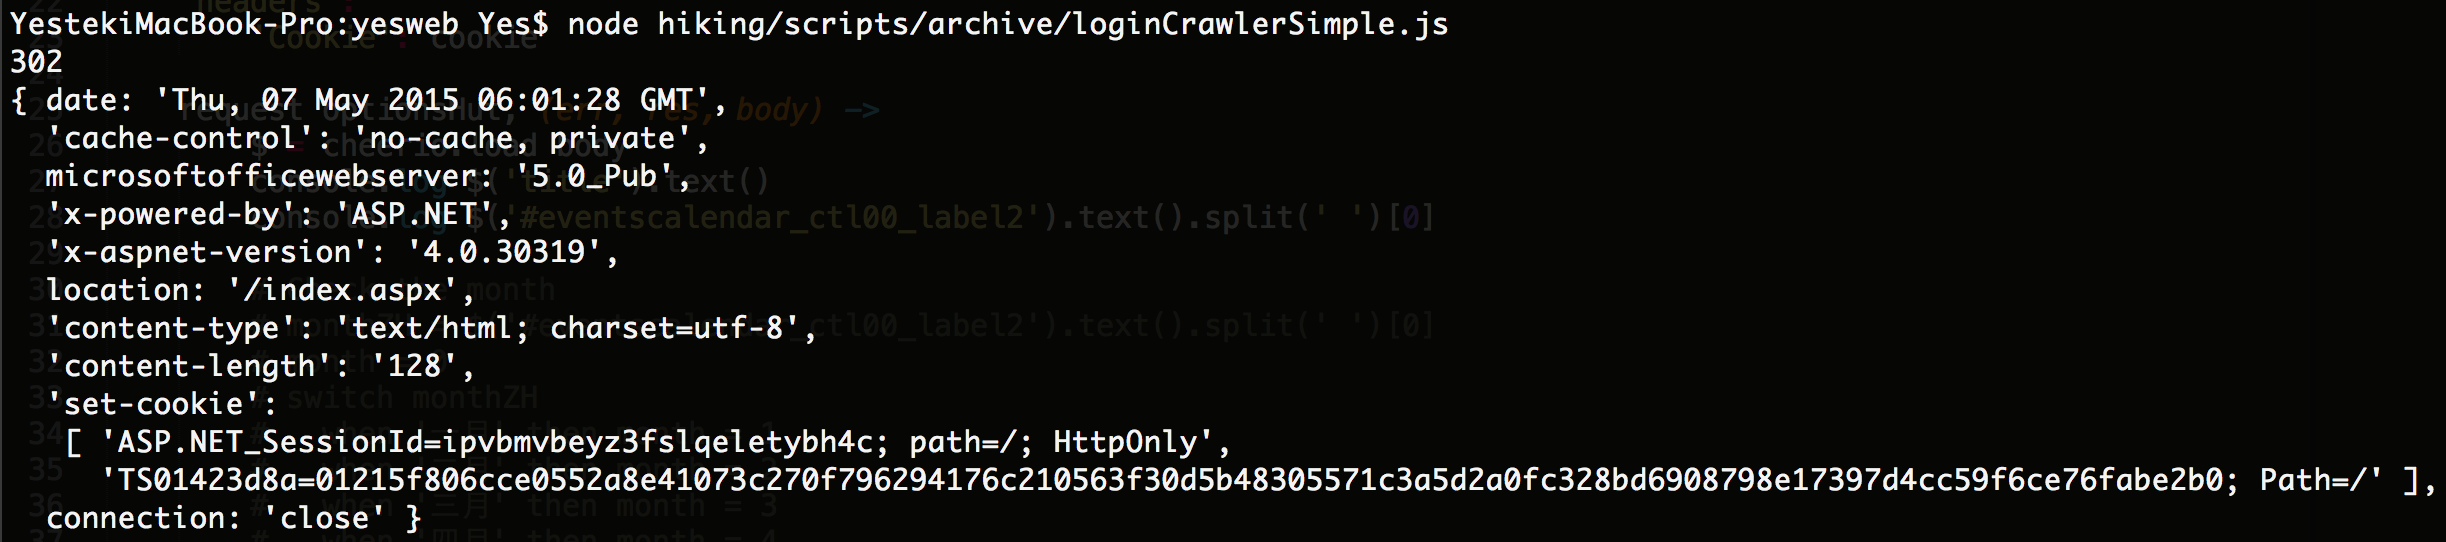 YestekiMacBook-Pro:yesweb Yes$ node hiking/scripts/archive/loginCrawlerSimple.js
302
{ date: 'Thu, 07 May 2015 06:01:28 GMT',
'cache-control': 'no-cache, private',
microsoftofficewebserver: '5.0_Pub',
'x-powered-by': 'ASP.NET',
'x-aspnet-version': '4.0.30319',
location: '/index.aspx',
'content-type': 'text/html; charset=utf-8',
'content-length': '128',
'set-cookie':
[ 'ASP.NET_SessionId=ipvbmvbeyz3fslqeletybh4c; path=/; HttpOnly',
'TS01423d8a=01215f806cce0552a8e41073c270f796294176c210563f30d5b48305571c3a5d2a0fc328bd6908798e17397d4cc59f6ce76fabe2b0; Path=/' ],
connection: 'close' }